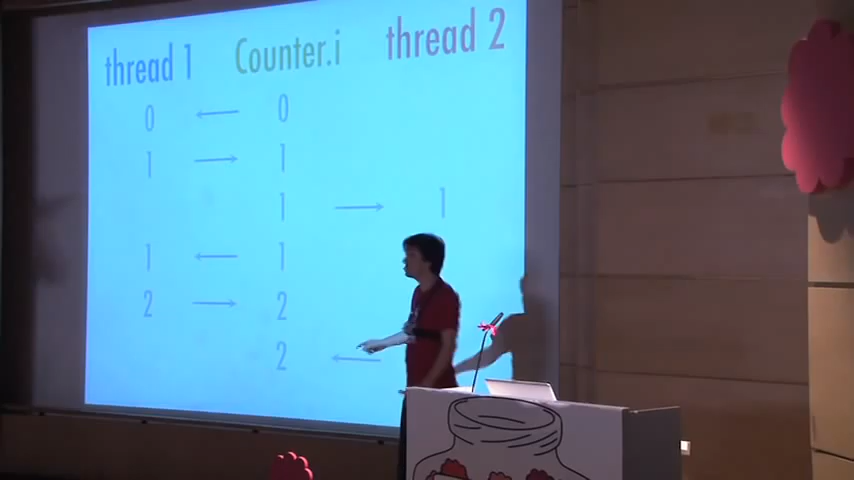 thread 1 Counter.i thread 2
0 ← 0
1 → 1
1 → 1
1 ← 1
2 → 2
2 ←